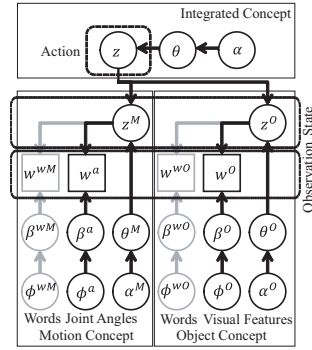 Integrated Concept
Action
z θ α
z^M z^O
w^{wM} w^a w^{wO} w^O
Observation State
β^{wM} β^a θ^M β^{wO} β^O θ^O
ϕ^{wM} ϕ^a α^M ϕ^{wO} ϕ^O α^O
Words Joint Angles Words Visual Features
Motion Concept Object Concept